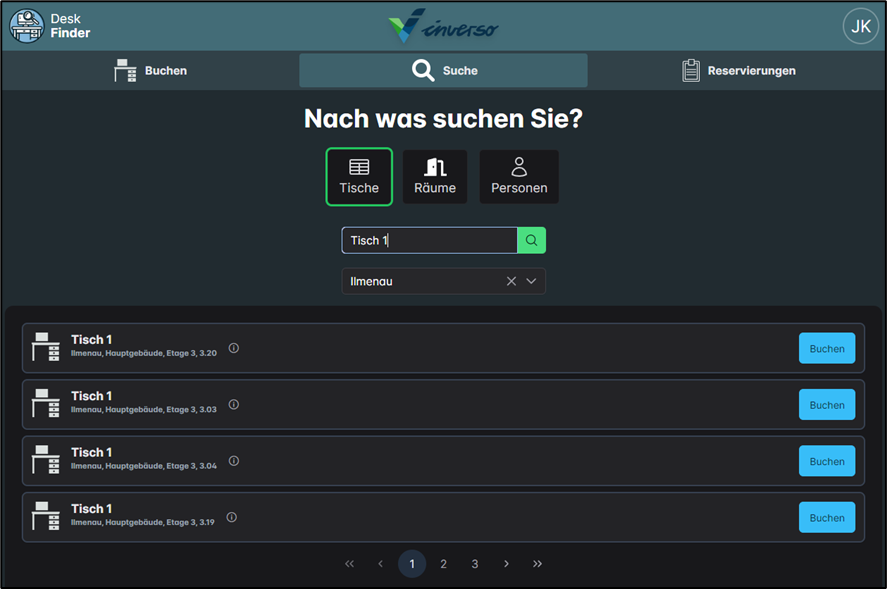 Desk
Finder
inverso
JK
Buchen
Suche
Reservierungen
Nach was suchen Sie?
Tische
Räume
Personen
Tisch 1
Ilmenau
Tisch 1
Ilmenau, Hauptgebäude, Etage 3, 3.20
Buchen
Tisch 1
Ilmenau, Hauptgebäude, Etage 3, 3.03
Buchen
Tisch 1
Ilmenau, Hauptgebäude, Etage 3, 3.04
Buchen
Tisch 1
Ilmenau, Hauptgebäude, Etage 3, 3.19
Buchen
« ‹ 1 2 3 › »